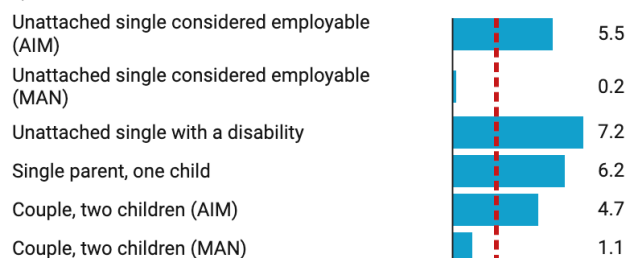 Unattached single considered employable
(AIM)
5.5
Unattached single considered employable
(MAN)
0.2
Unattached single with a disability
7.2
Single parent, one child
6.2
Couple, two children (AIM)
4.7
Couple, two children (MAN)
1.1